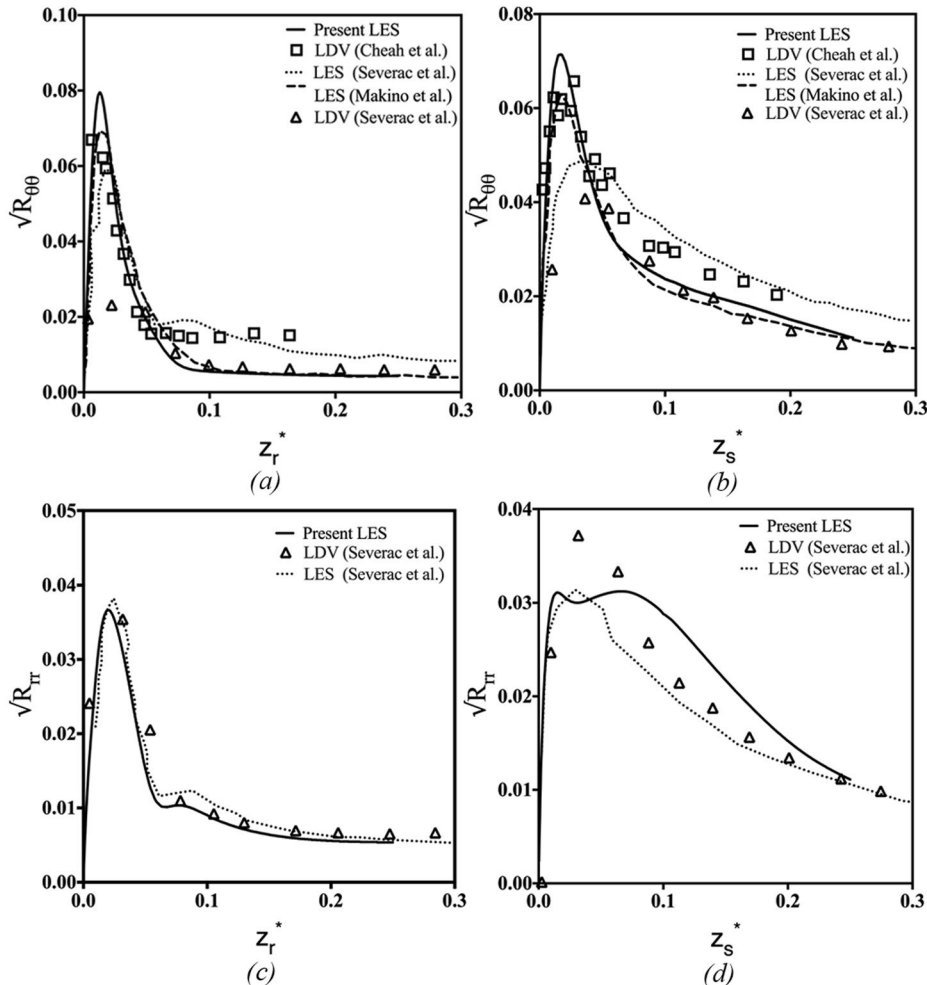 0.10
0.08
0.06
0.04
0.02
0.00
√Rθθ
Present LES
LDV (Cheah et al.)
LES (Severac et al.)
LES (Makino et al.)
LDV (Severac et al.)
0.0 0.1 0.2 0.3
zr*
(a)
0.08
0.06
0.04
0.02
0.00
√Rθθ
Present LES
LDV (Cheah et al.)
LES (Severac et al.)
LES (Makino et al.)
LDV (Severac et al.)
0.0 0.1 0.2 0.3
zs*
(b)
0.05
0.04
0.03
0.02
0.01
0.00
√Rrr
Present LES
LDV (Severac et al.)
LES (Severac et al.)
0.0 0.1 0.2 0.3
zr*
(c)
0.04
0.03
0.02
0.01
0.00
√Rrr
Present LES
LDV (Severac et al.)
LES (Severac et al.)
0.0 0.1 0.2 0.3
zs*
(d)